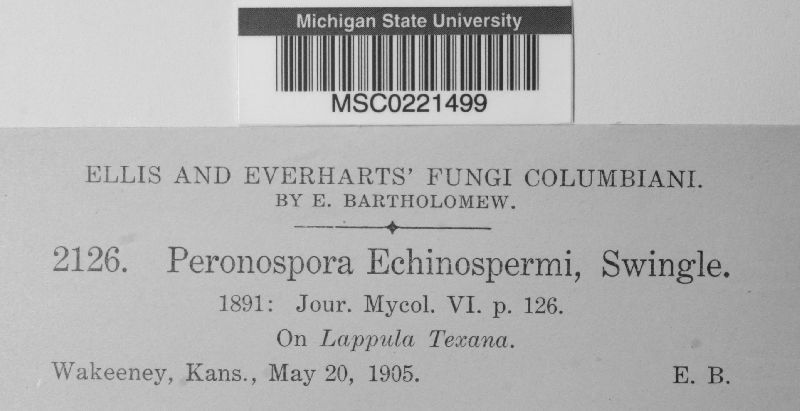 Michigan State University
MSC0221499
ELLIS AND EVERHARTS' FUNGI COLUMBIANI.
BY E. BARTHOLOMEW.
2126. Peronospora Echinospermi, Swingle.
1891: Jour. Mycol. VI. p. 126.
On Lappula Texana.
Wakeeney, Kans., May 20, 1905. E. B.